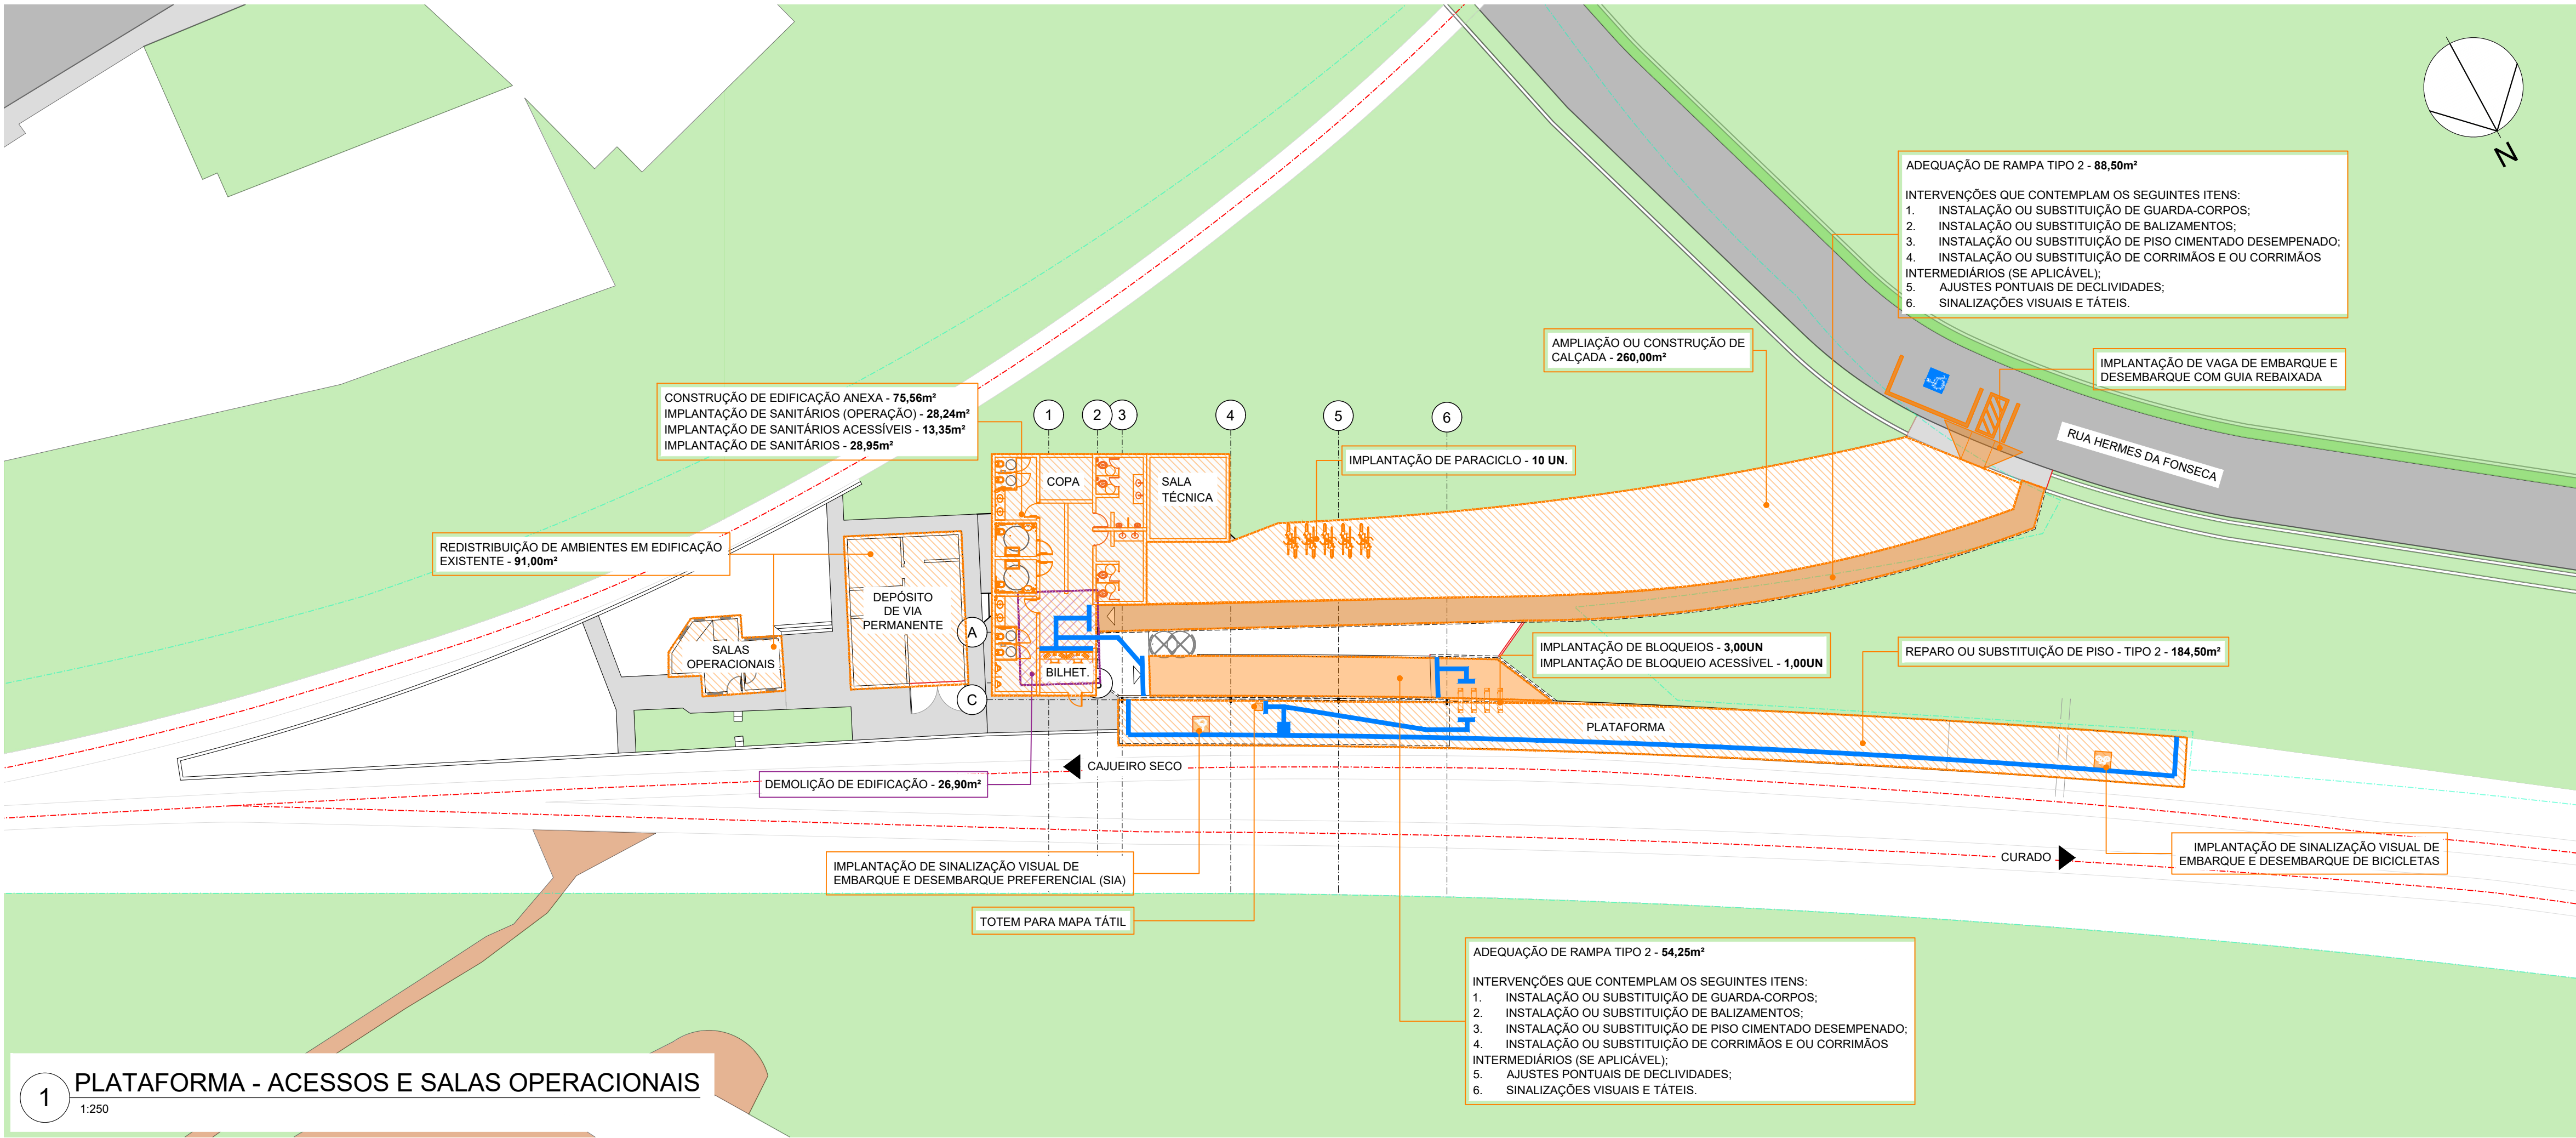 N
ADEQUAÇÃO DE RAMPA TIPO 2 - 88,50m²
INTERVENÇÕES QUE CONTEMPLAM OS SEGUINTES ITENS:
1. INSTALAÇÃO OU SUBSTITUIÇÃO DE GUARDA-CORPOS;
2. INSTALAÇÃO OU SUBSTITUIÇÃO DE BALIZAMENTOS;
3. INSTALAÇÃO OU SUBSTITUIÇÃO DE PISO CIMENTADO DESEMPENADO;
4. INSTALAÇÃO OU SUBSTITUIÇÃO DE CORRIMÃOS E OU CORRIMÃOS
INTERMEDIÁRIOS (SE APLICÁVEL);
5. AJUSTES PONTUAIS DE DECLIVIDADES;
6. SINALIZAÇÕES VISUAIS E TÁTEIS.
AMPLIAÇÃO OU CONSTRUÇÃO DE
CALÇADA - 260,00m²
IMPLANTAÇÃO DE VAGA DE EMBARQUE E
DESEMBARQUE COM GUIA REBAIXADA
RUA HERMES DA FONSECA
CONSTRUÇÃO DE EDIFICAÇÃO ANEXA - 75,56m²
IMPLANTAÇÃO DE SANITÁRIOS (OPERAÇÃO) - 28,24m²
IMPLANTAÇÃO DE SANITÁRIOS ACESSÍVEIS - 13,35m²
IMPLANTAÇÃO DE SANITÁRIOS - 28,95m²
1
2
3
4
5
6
IMPLANTAÇÃO DE PARACICLO - 10 UN.
COPA
SALA
TÉCNICA
REDISTRIBUIÇÃO DE AMBIENTES EM EDIFICAÇÃO
EXISTENTE - 91,00m²
DEPÓSITO
DE VIA
PERMANENTE
SALAS
OPERACIONAIS
A
BILHET.
C
IMPLANTAÇÃO DE BLOQUEIOS - 3,00UN
IMPLANTAÇÃO DE BLOQUEIO ACESSÍVEL - 1,00UN
REPARO OU SUBSTITUIÇÃO DE PISO - TIPO 2 - 184,50m²
PLATAFORMA
CAJUEIRO SECO
DEMOLIÇÃO DE EDIFICAÇÃO - 26,90m²
CURADO
IMPLANTAÇÃO DE SINALIZAÇÃO VISUAL DE
EMBARQUE E DESEMBARQUE DE BICICLETAS
IMPLANTAÇÃO DE SINALIZAÇÃO VISUAL DE
EMBARQUE E DESEMBARQUE PREFERENCIAL (SIA)
TOTEM PARA MAPA TÁTIL
ADEQUAÇÃO DE RAMPA TIPO 2 - 54,25m²
INTERVENÇÕES QUE CONTEMPLAM OS SEGUINTES ITENS:
1. INSTALAÇÃO OU SUBSTITUIÇÃO DE GUARDA-CORPOS;
2. INSTALAÇÃO OU SUBSTITUIÇÃO DE BALIZAMENTOS;
3. INSTALAÇÃO OU SUBSTITUIÇÃO DE PISO CIMENTADO DESEMPENADO;
4. INSTALAÇÃO OU SUBSTITUIÇÃO DE CORRIMÃOS E OU CORRIMÃOS
INTERMEDIÁRIOS (SE APLICÁVEL);
5. AJUSTES PONTUAIS DE DECLIVIDADES;
6. SINALIZAÇÕES VISUAIS E TÁTEIS.
1
PLATAFORMA - ACESSOS E SALAS OPERACIONAIS
1:250